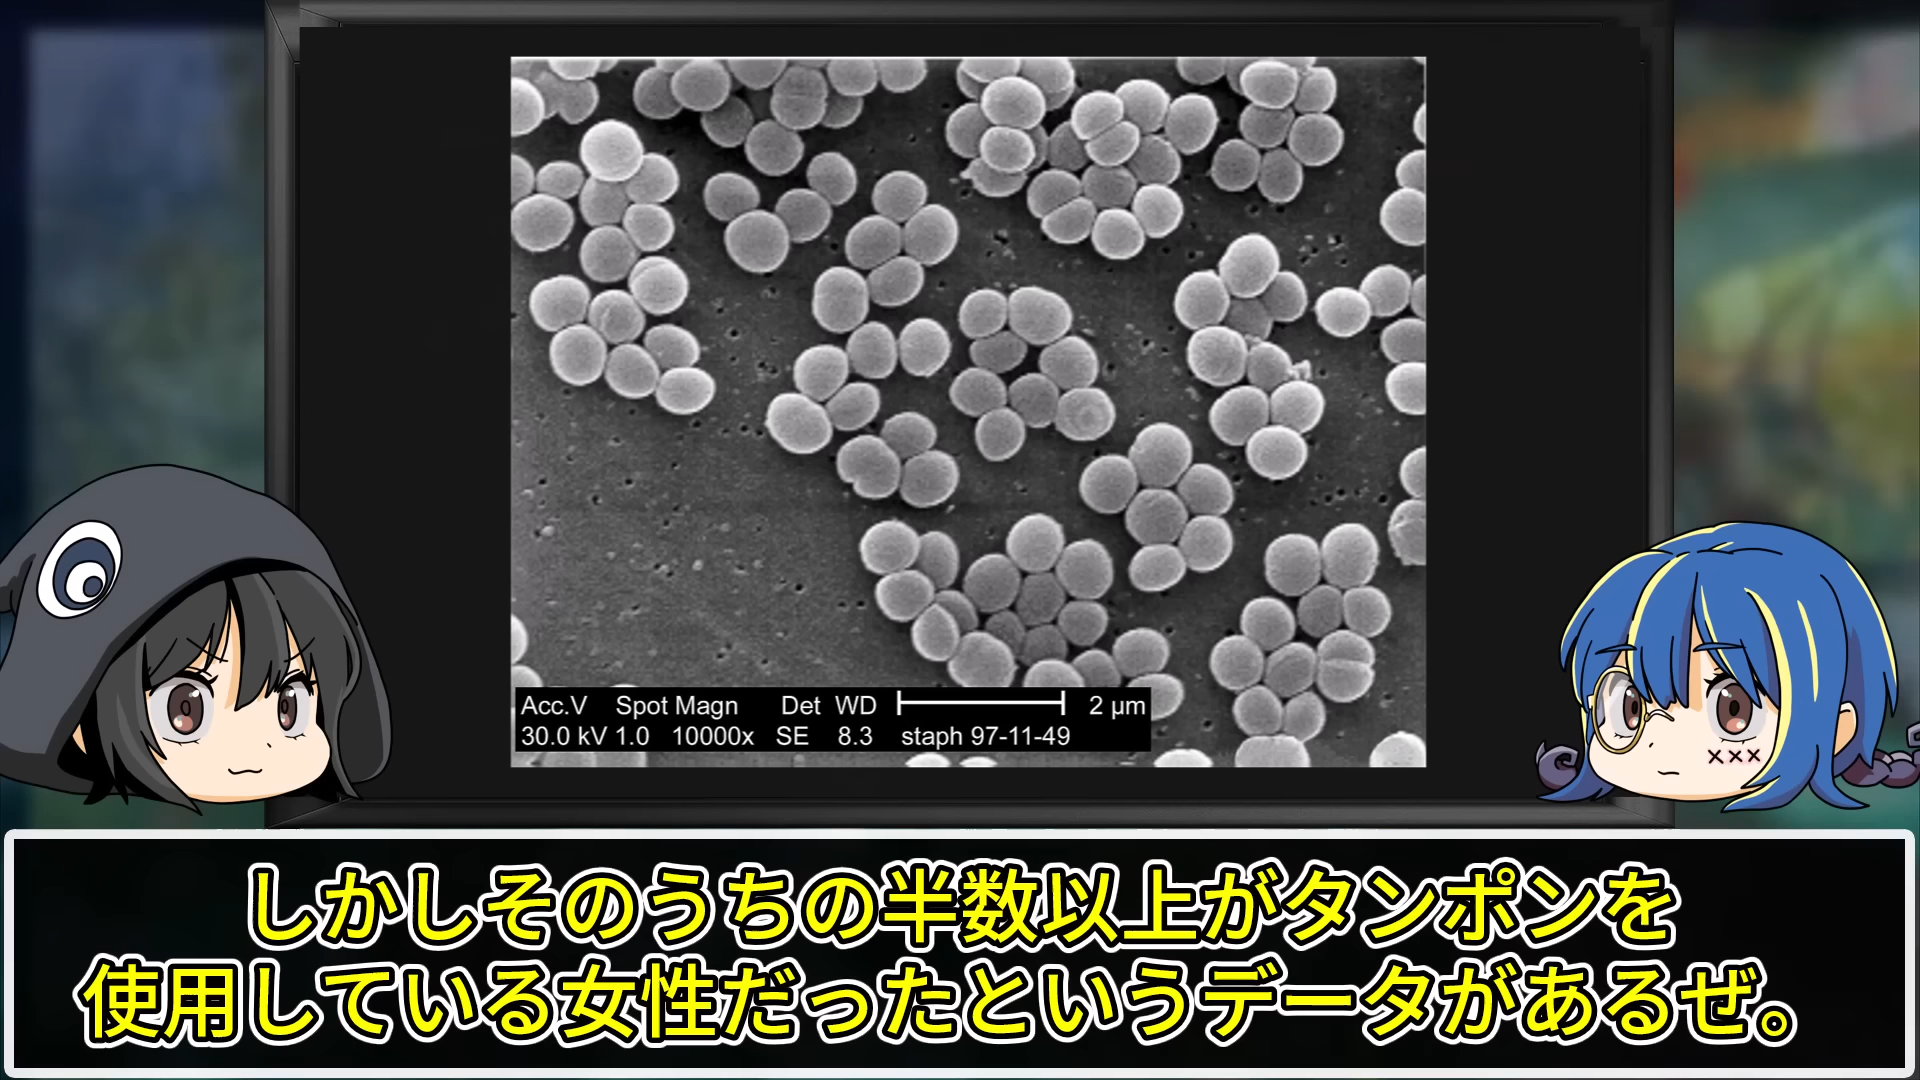 Acc.V Spot Magn Det WD 2 μm
30.0 kV 1.0 10000x SE 8.3 staph 97-11-49
×××
しかしそのうちの半数以上がタンポンを
使用している女性だったというデータがあるぜ。